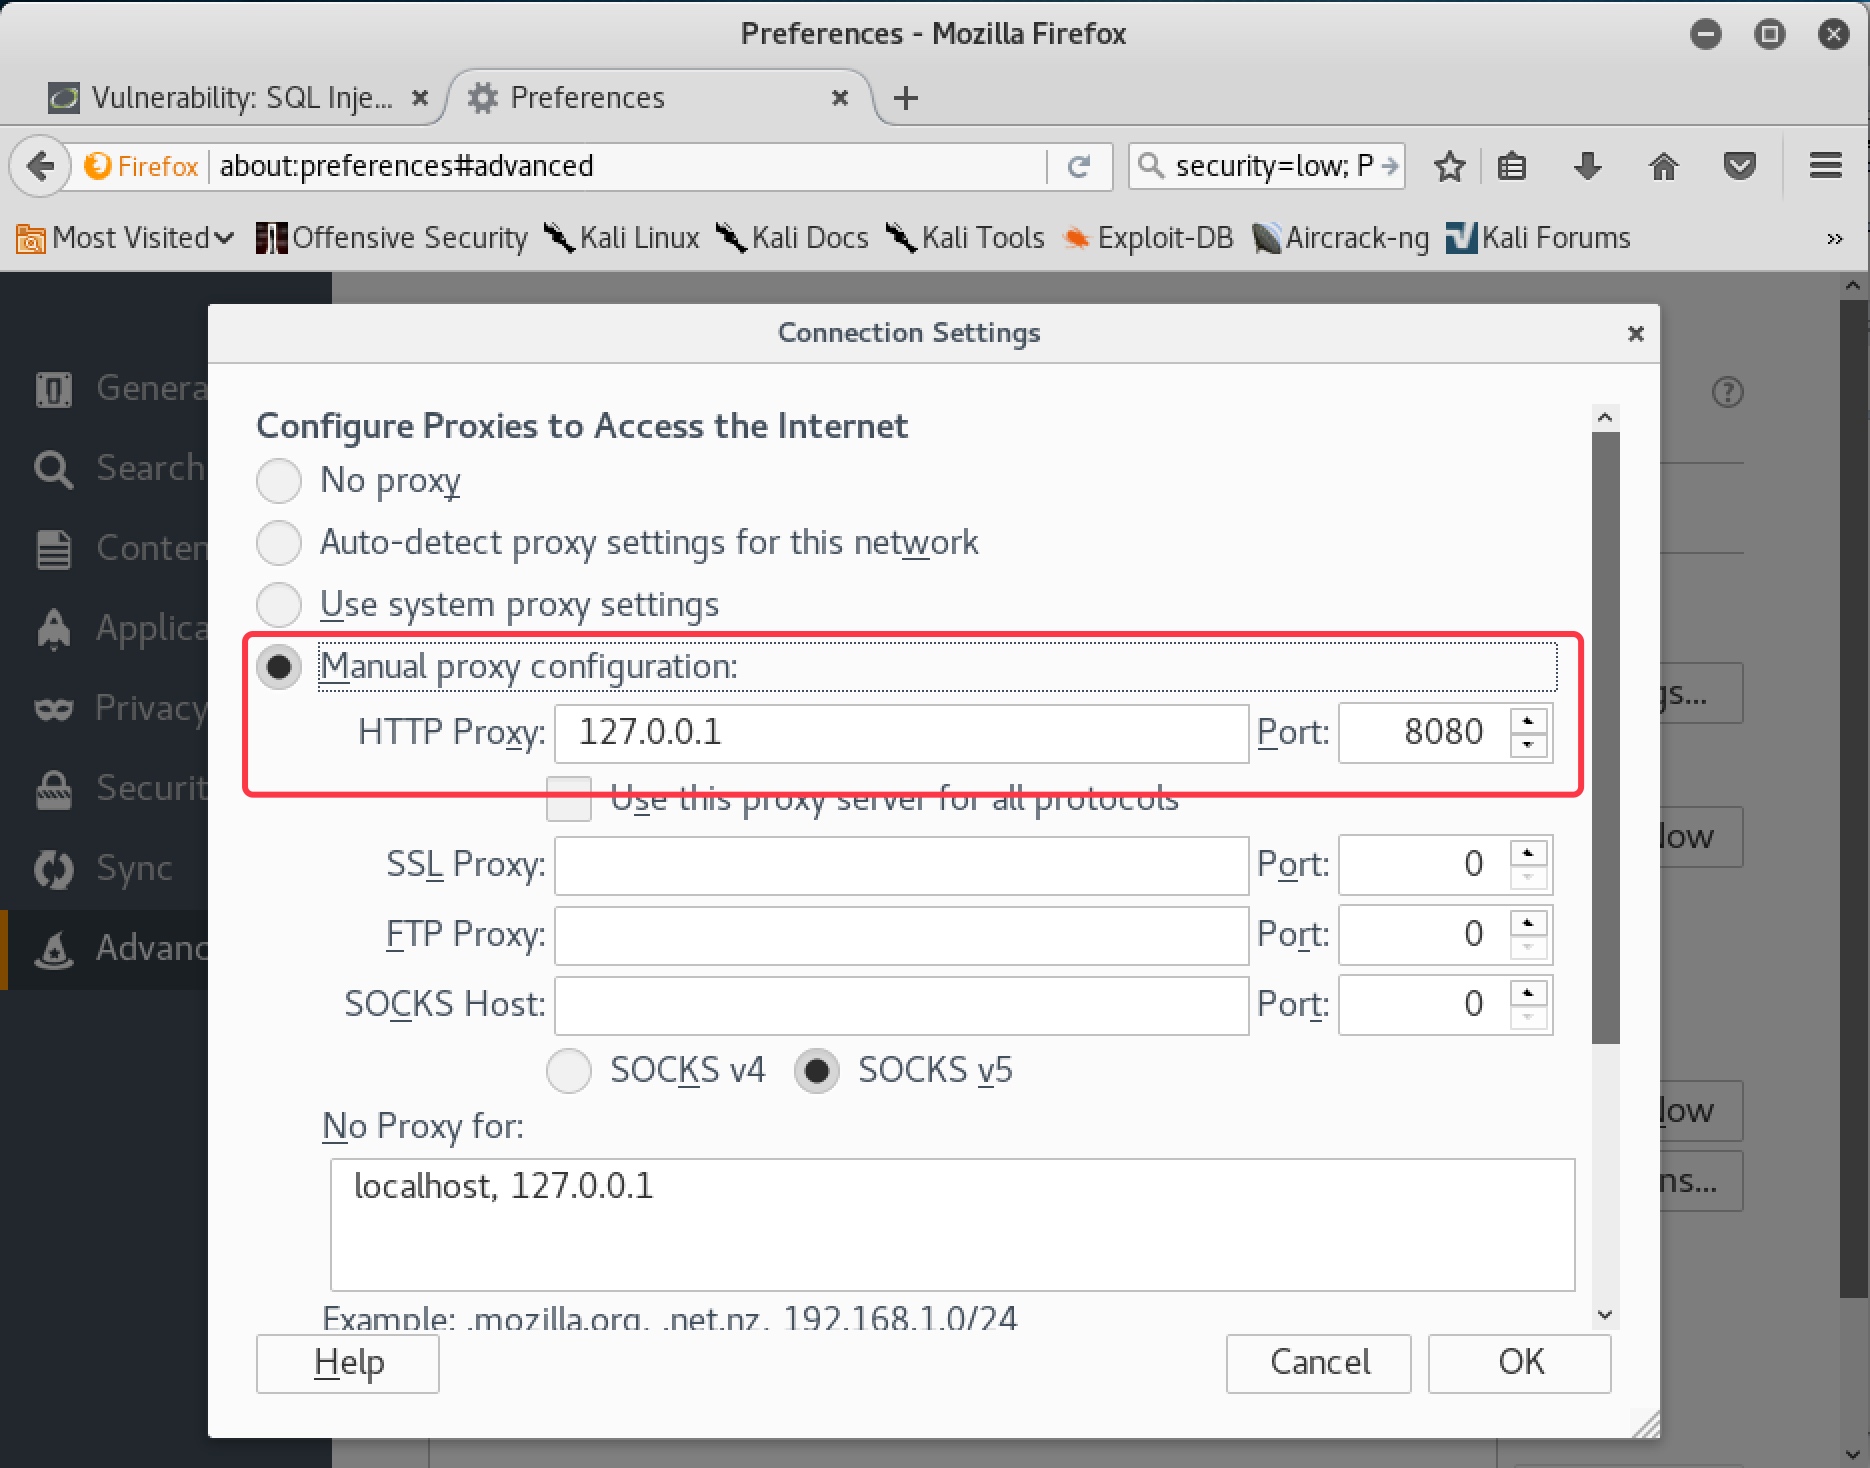 Preferences - Mozilla Firefox
Vulnerability: SQL Inje...
Preferences
Firefox about:preferences#advanced security=low; P
Most Visited Offensive Security Kali Linux Kali Docs Kali Tools Exploit-DB Aircrack-ng Kali Forums »
Connection Settings
Genera
Search
Conten
Applica
Privacy
Securit
Sync
Advanc
Configure Proxies to Access the Internet
No proxy
Auto-detect proxy settings for this network
Use system proxy settings
Manual proxy configuration:
HTTP Proxy: 127.0.0.1 Port: 8080
Use this proxy server for all protocols
SSL Proxy: Port: 0
FTP Proxy: Port: 0
SOCKS Host: Port: 0
SOCKS v4 SOCKS v5
No Proxy for:
localhost, 127.0.0.1
Example: .mozilla.org, .net.nz, 192.168.1.0/24
Help Cancel OK
?
gs...
low
ns...